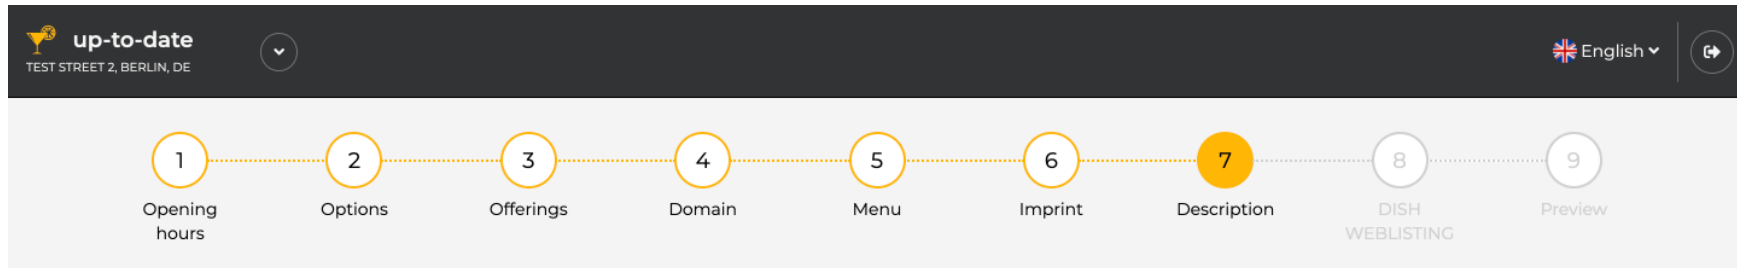 up-to-date
TEST STREET 2, BERLIN, DE
English
1
2
3
4
5
6
7
8
9
Opening
hours
Options
Offerings
Domain
Menu
Imprint
Description
DISH
WEBLISTING
Preview